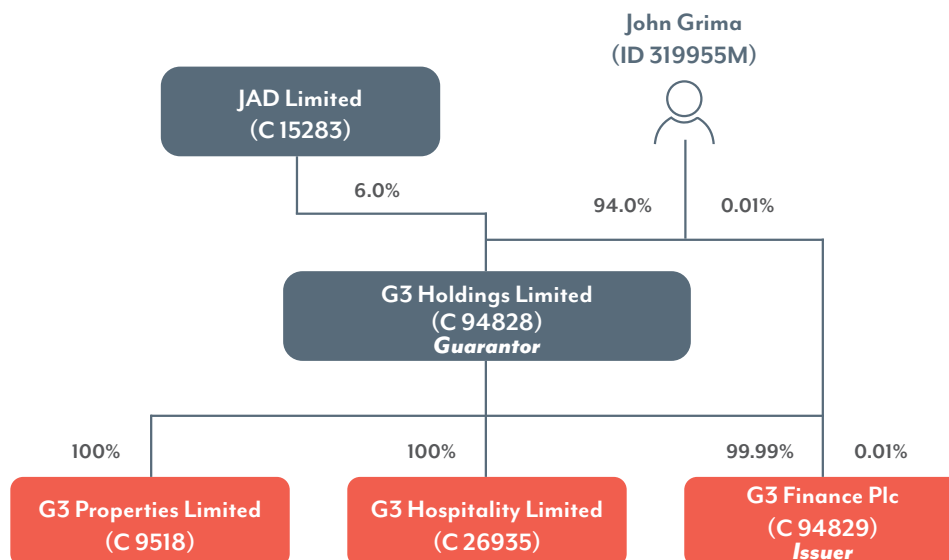 John Grima
(ID 319955M)
JAD Limited
(C 15283)
6.0%
94.0%
0.01%
G3 Holdings Limited
(C 94828)
Guarantor
100%
100%
99.99%
0.01%
G3 Properties Limited
(C 9518)
G3 Hospitality Limited
(C 26935)
G3 Finance Plc
(C 94829)
Issuer